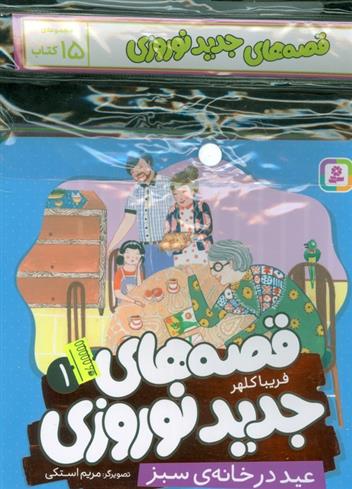 قصه‌های جدید نوروزی
مجموعه‌ی
۱۵ کتاب
قصه‌های
۱
فریبا کلهر
جدید نوروزی
تصویرگر: مریم استکی
عید در خانه‌ی سبز